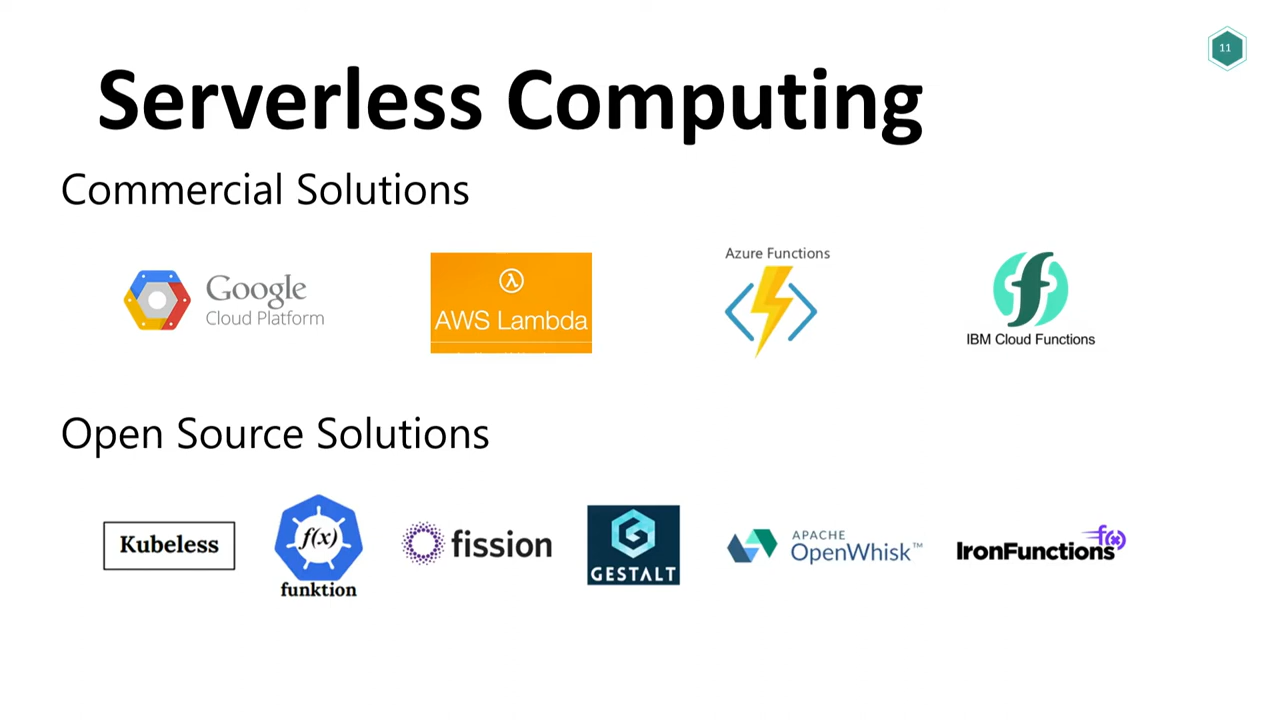 11
Serverless Computing
Commercial Solutions
Google
Cloud Platform
λ
AWS Lambda
Azure Functions
f
IBM Cloud Functions
Open Source Solutions
Kubeless
f(x)
funktion
fission
G
GESTALT
APACHE
OpenWhisk™
f(x)
IronFunctions